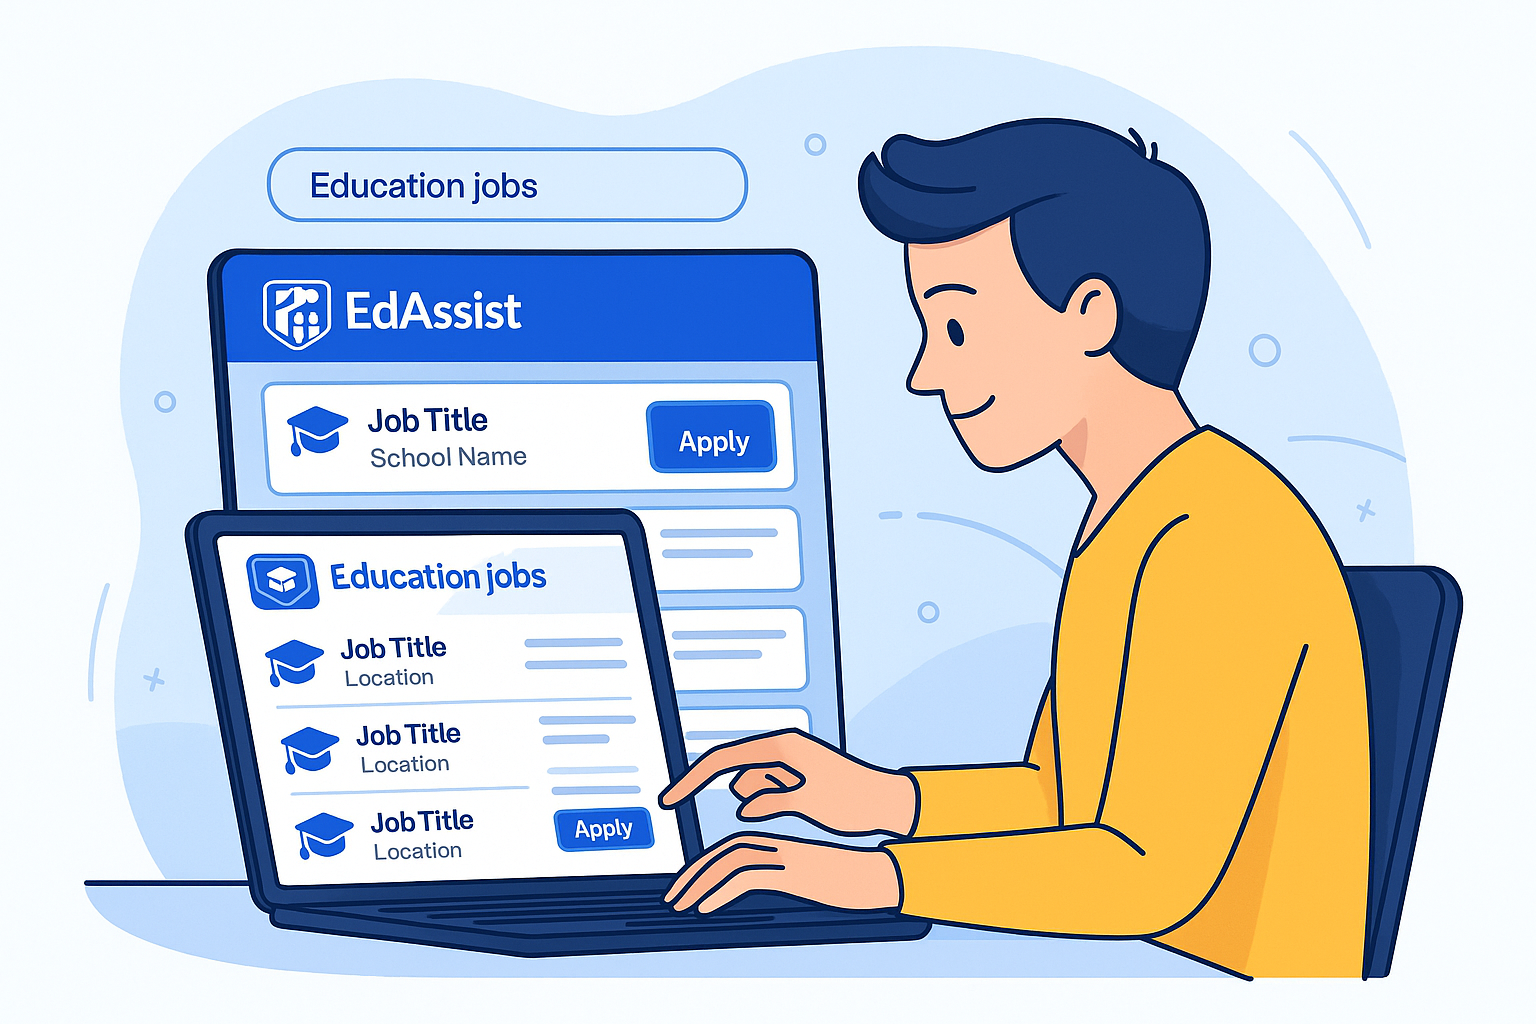 Education jobs
EdAssist
Job Title
School Name
Apply
Education jobs
Job Title
Location
Job Title
Location
Job Title
Location
Apply